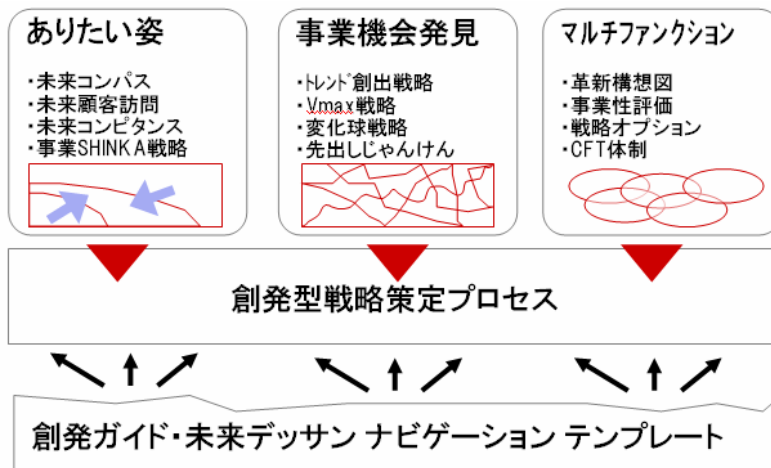 ありたい姿
・未来コンパス
・未来顧客訪問
・未来コンピタンス
・事業SHINKA戦略
事業機会発見
・トレンド創出戦略
・Vmax戦略
・変化球戦略
・先出しじゃんけん
マルチファンクション
・革新構想図
・事業性評価
・戦略オプション
・CFT体制
創発型戦略策定プロセス
創発ガイド・未来デッサン ナビゲーション テンプレート